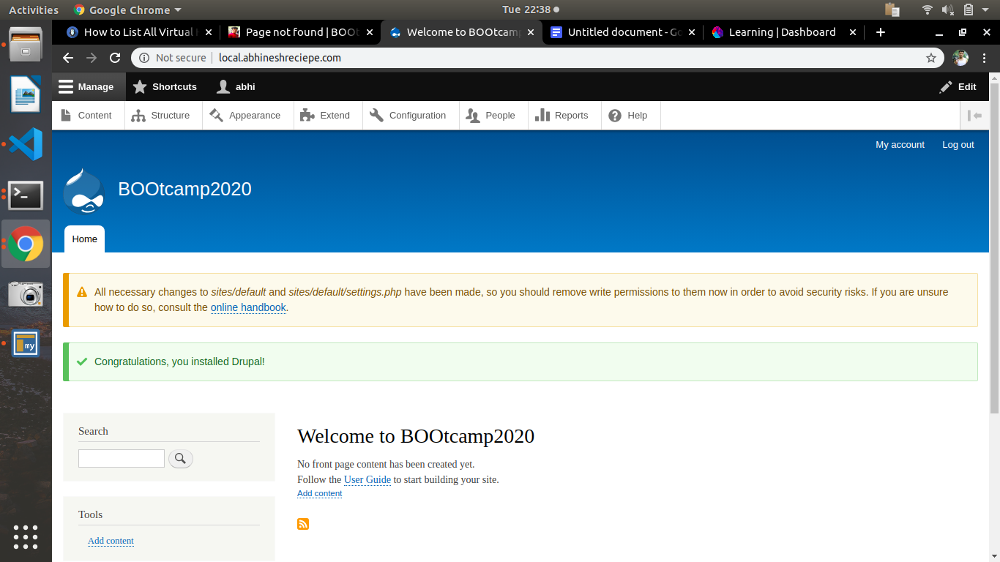 Activities Google Chrome Tue 22:38
How to List All Virtual Page not found | BOOt Welcome to BOOtcamp Untitled document - Go Learning | Dashboard
Not secure local.abhineshreciepe.com
Manage Shortcuts abhi Edit
Content Structure Appearance Extend Configuration People Reports Help
My account Log out
BOOtcamp2020
Home
All necessary changes to sites/default and sites/default/settings.php have been made, so you should remove write permissions to them now in order to avoid security risks. If you are unsure
how to do so, consult the online handbook.
my
Congratulations, you installed Drupal!
Search
Welcome to BOOtcamp2020
No front page content has been created yet.
Follow the User Guide to start building your site.
Add content
Tools
Add content